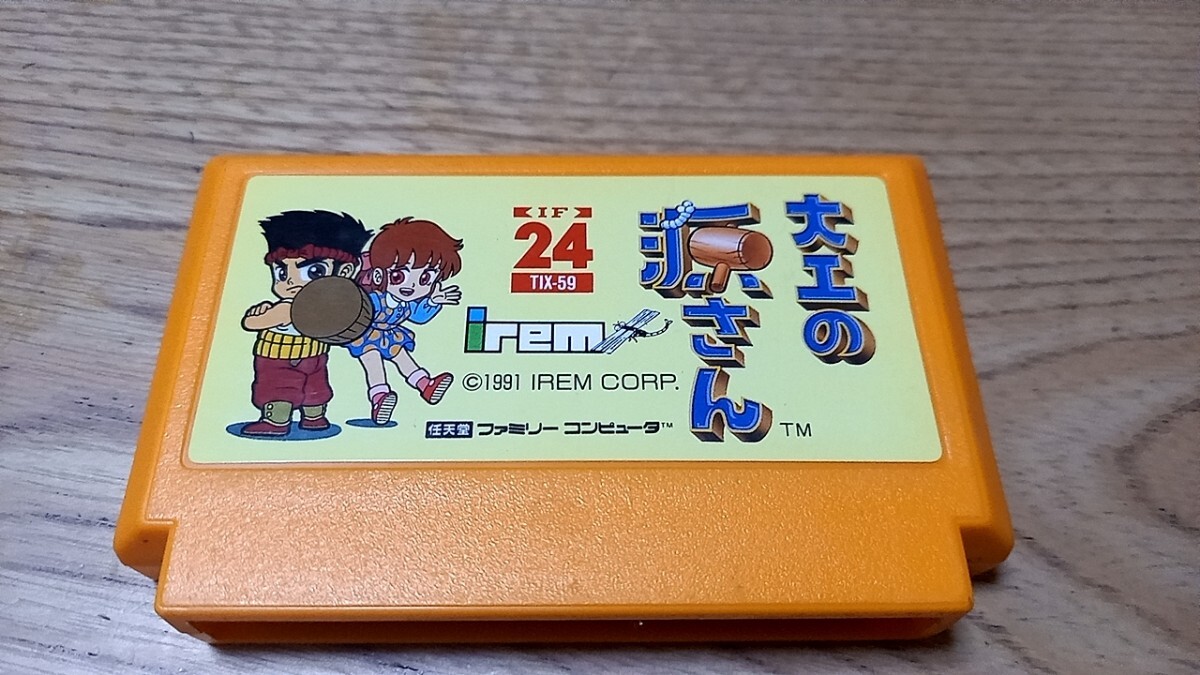 大工の
源さん
TM
IF
24
TIX-59
irem
©1991 IREM CORP.
任天堂 ファミリーコンピュータ™